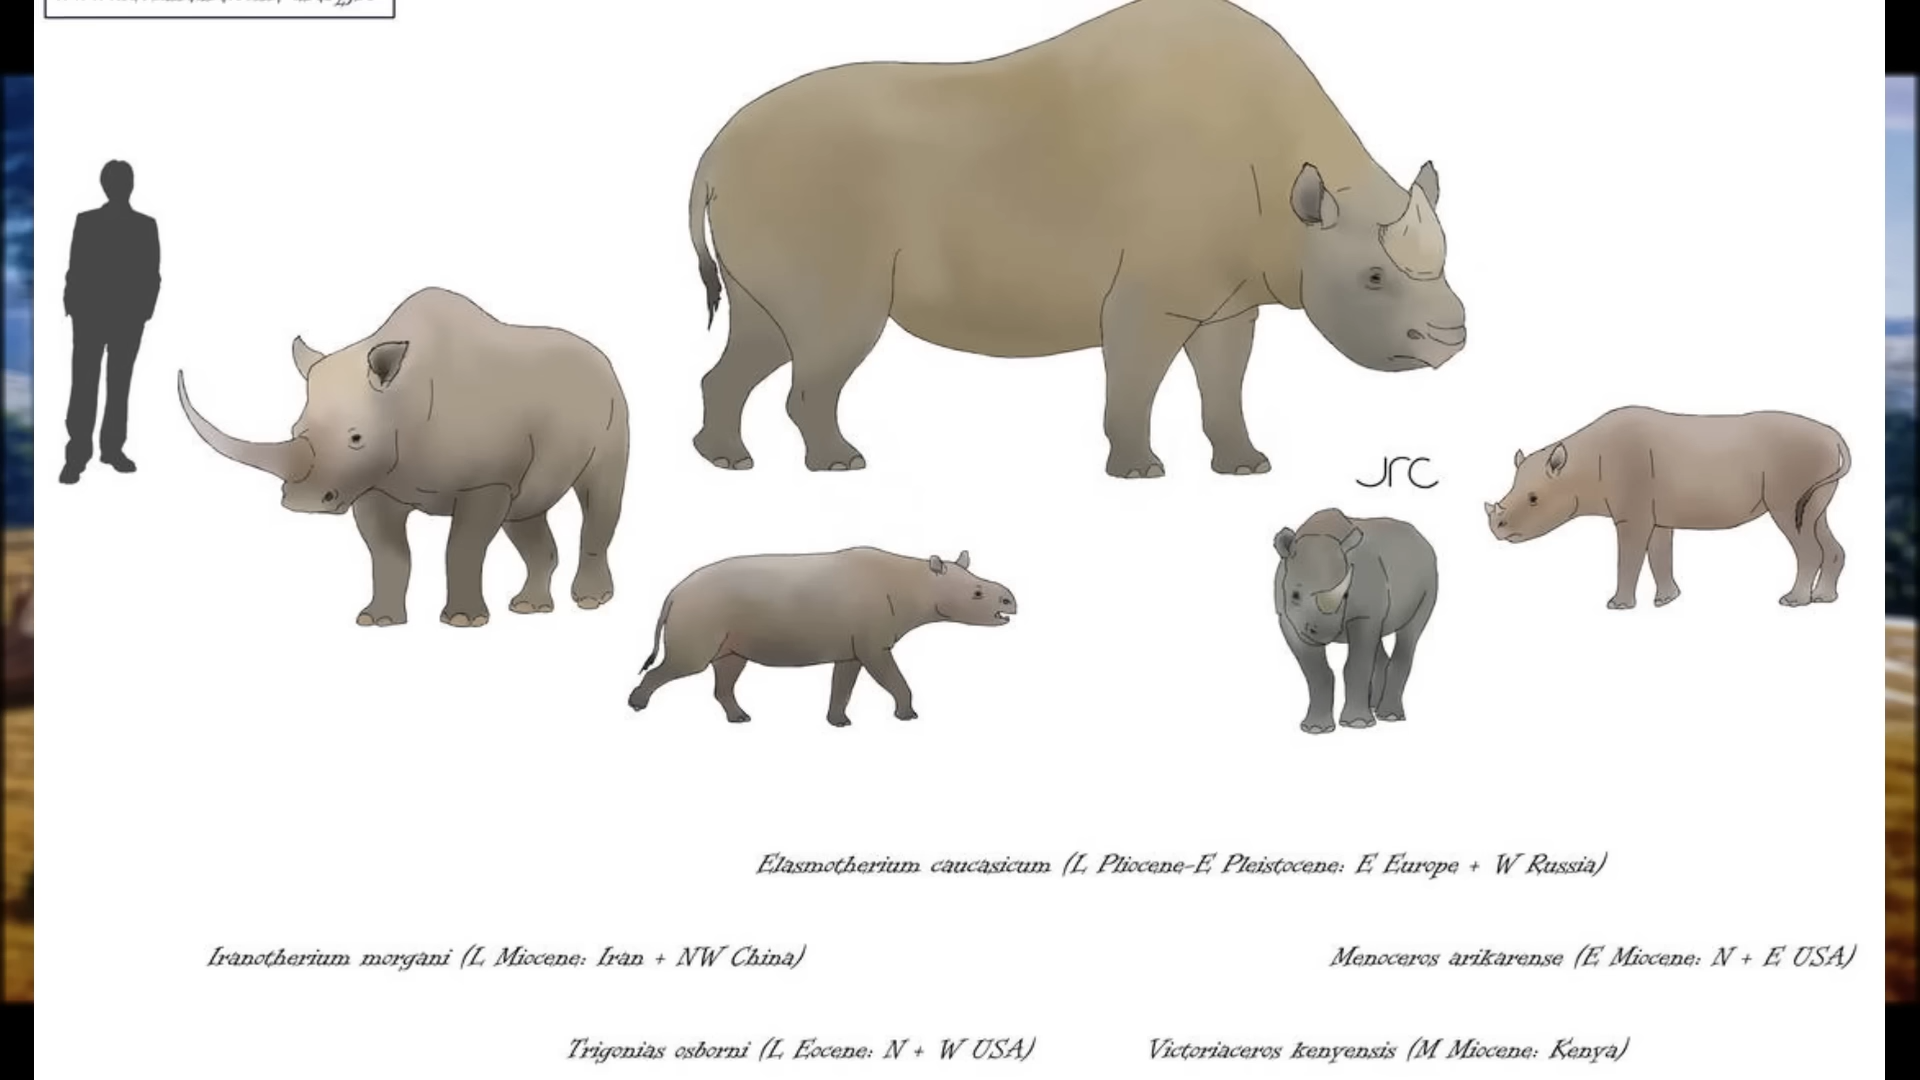 JRC
Elasmotherium caucasicum (L Pliocene-E Pleistocene: E Europe + W Russia)
Iranotherium morgani (L Miocene: Iran + NW China)
Menoceros arikarense (E Miocene: N + E USA)
Trigonias osborni (L Eocene: N + W USA)
Victoriaceros kenyensis (M Miocene: Kenya)